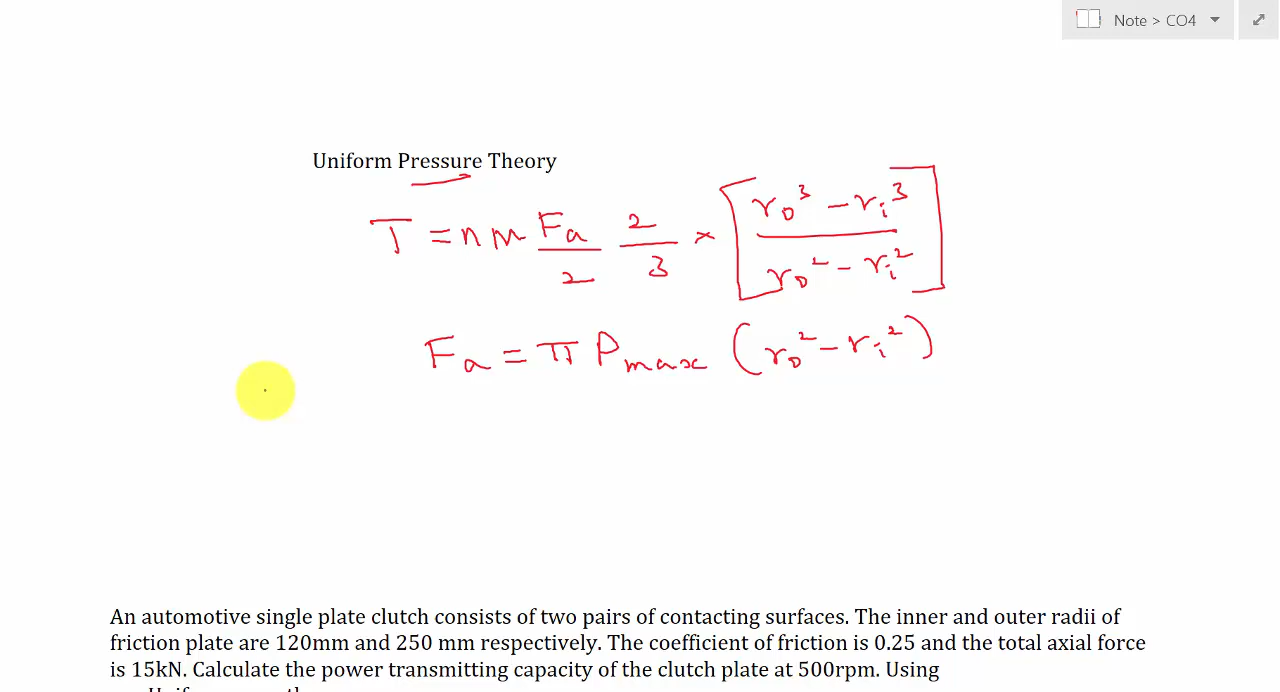 Note > CO4
Uniform Pressure Theory
T = n μ Fa/2 2/3 × [ro³ - ri³ / ro² - ri²]
Fa = π Pmax (ro² - ri²)
An automotive single plate clutch consists of two pairs of contacting surfaces. The inner and outer radii of
friction plate are 120mm and 250 mm respectively. The coefficient of friction is 0.25 and the total axial force
is 15kN. Calculate the power transmitting capacity of the clutch plate at 500rpm. Using